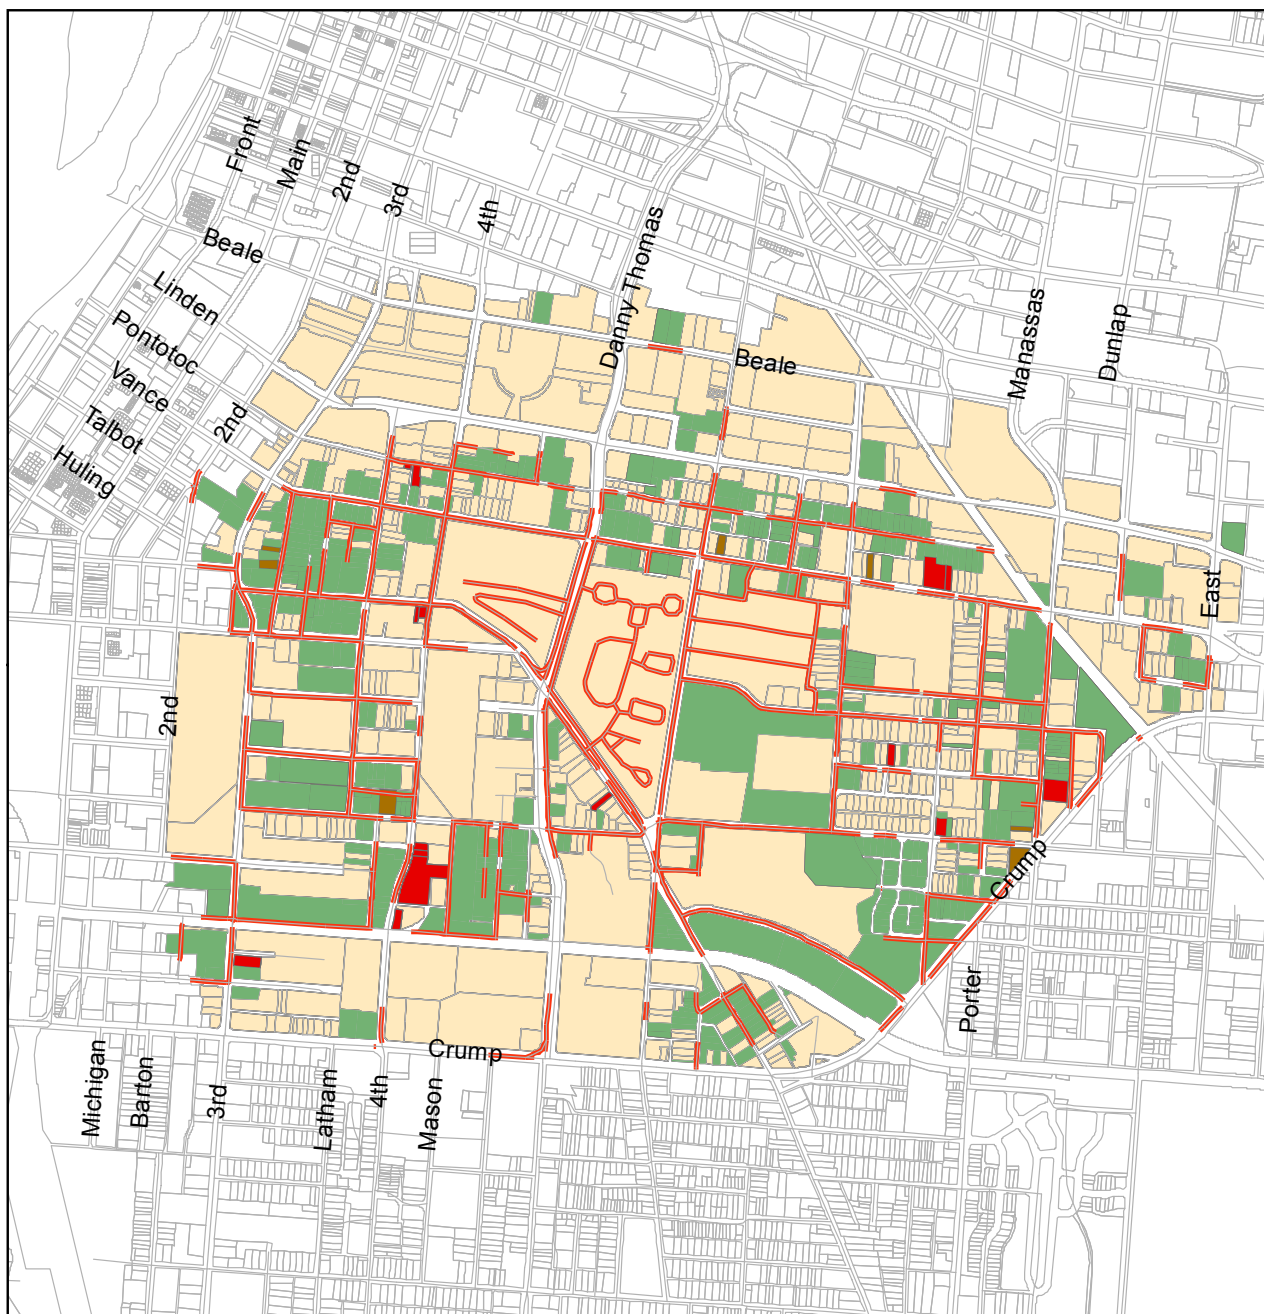 Front
Main
2nd
3rd
4th
Beale
Linden
Pontotoc
Vance
Talbot
Huling
2nd
Danny Thomas
Beale
Manassas
Dunlap
East
2nd
Crump
Porter
Crump
Michigan
Barton
3rd
Latham
4th
Mason